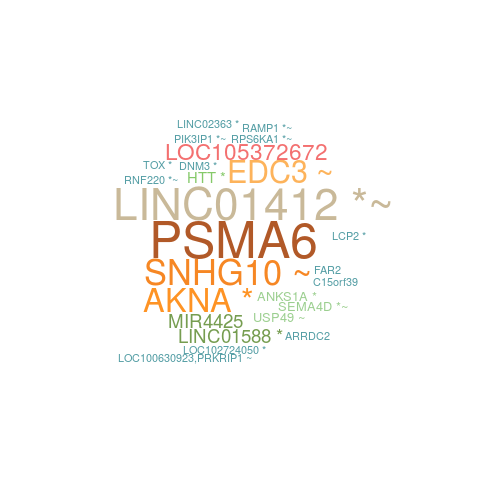 LINC02363 *
RAMP1 *~
PIK3IP1 *~ RPS6KA1 *~
LOC105372672
TOX * DNM3 *
EDC3 ~
RNF220 *~ HTT *
LINC01412 *~
PSMA6
LCP2 *
SNHG10 ~
FAR2
C15orf39
AKNA *
ANKS1A *
SEMA4D *~
MIR4425
USP49 ~
LINC01588 *
ARRDC2
LOC102724050 *
LOC100630923,PRKRIP1 ~